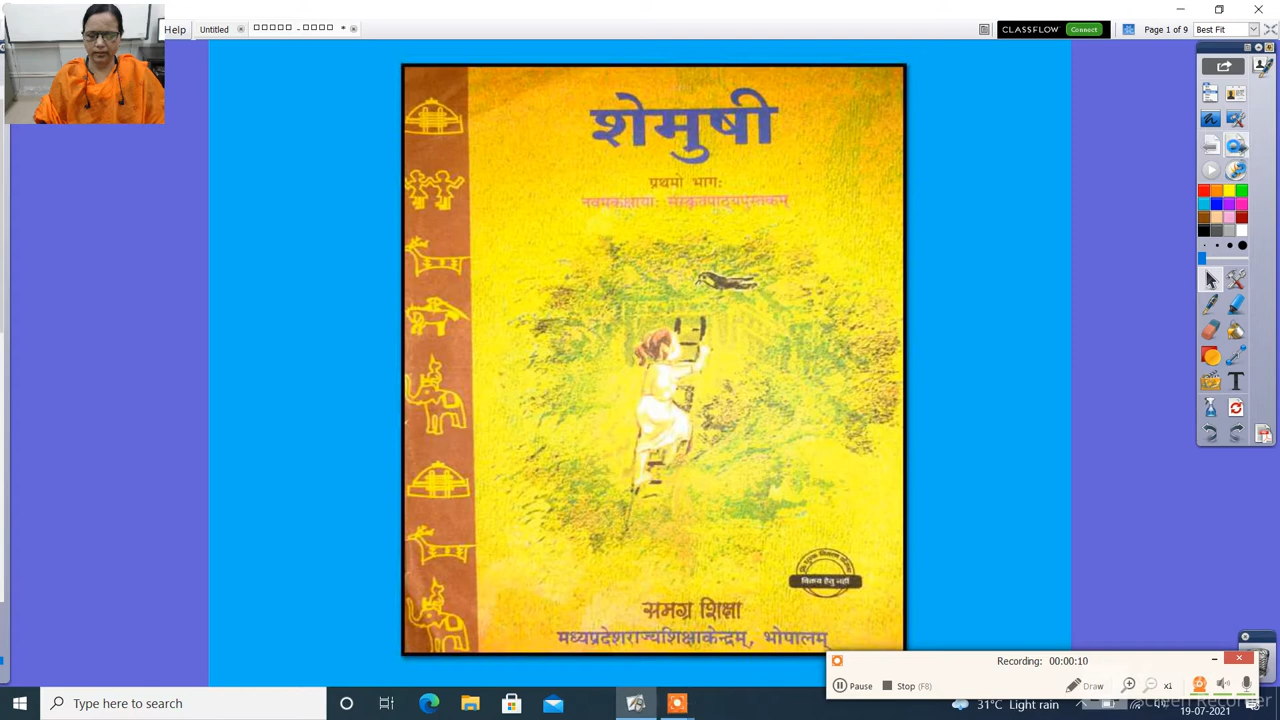 Help
Untitled
□□□□□ -□□□□ *
CLASSFLOW
Connect
Page 1 of 9
Best Fit
शेमुषी
प्रथमो भागः
नवमकक्षायाः संस्कृतपाठ्यपुस्तकम्
विक्रय हेतु नहीं
समग्र शिक्षा
मध्यप्रदेशराज्यशिक्षाकेन्द्रम्, भोपालम्
Recording: 00:00:10
Pause
Stop (F8)
Draw
x1
Type here to search
31°C Light rain
19-07-2021